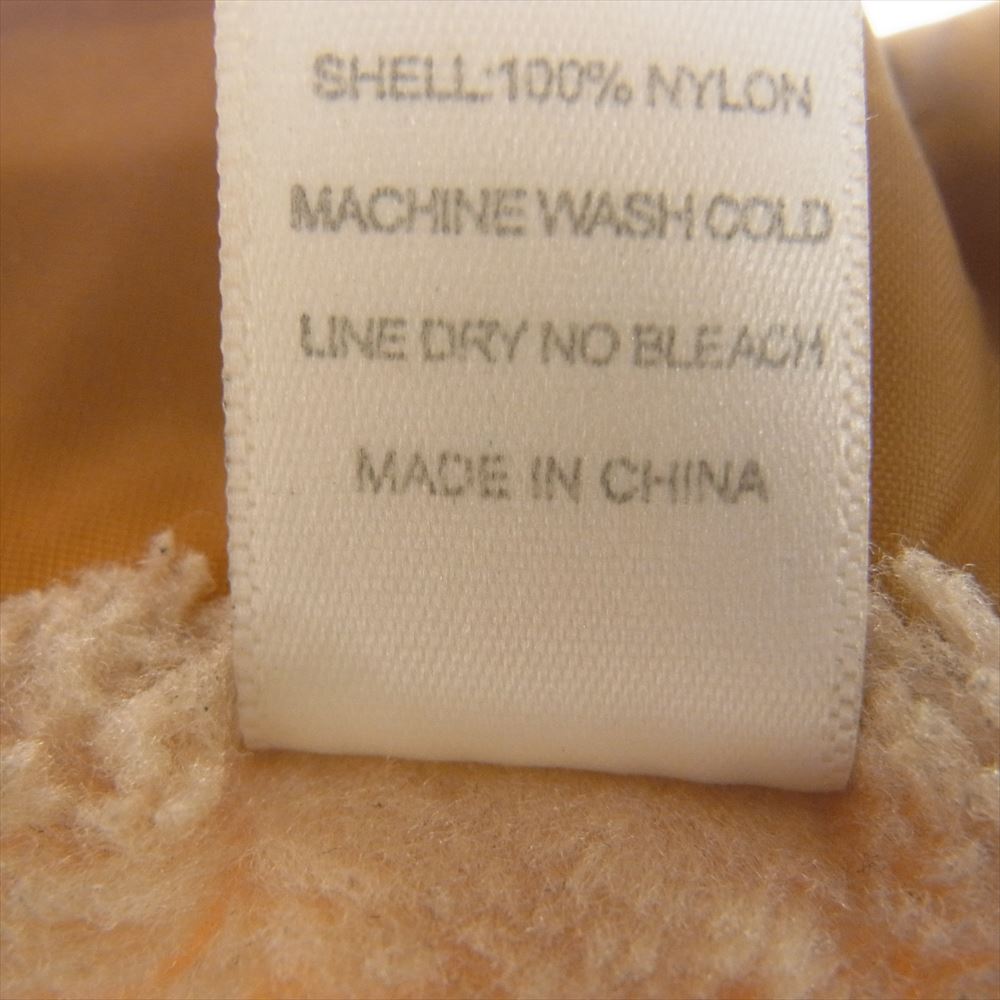 SHELL:100% NYLON
MACHINE WASH COLD
LINE DRY NO BLEACH
MADE IN CHINA